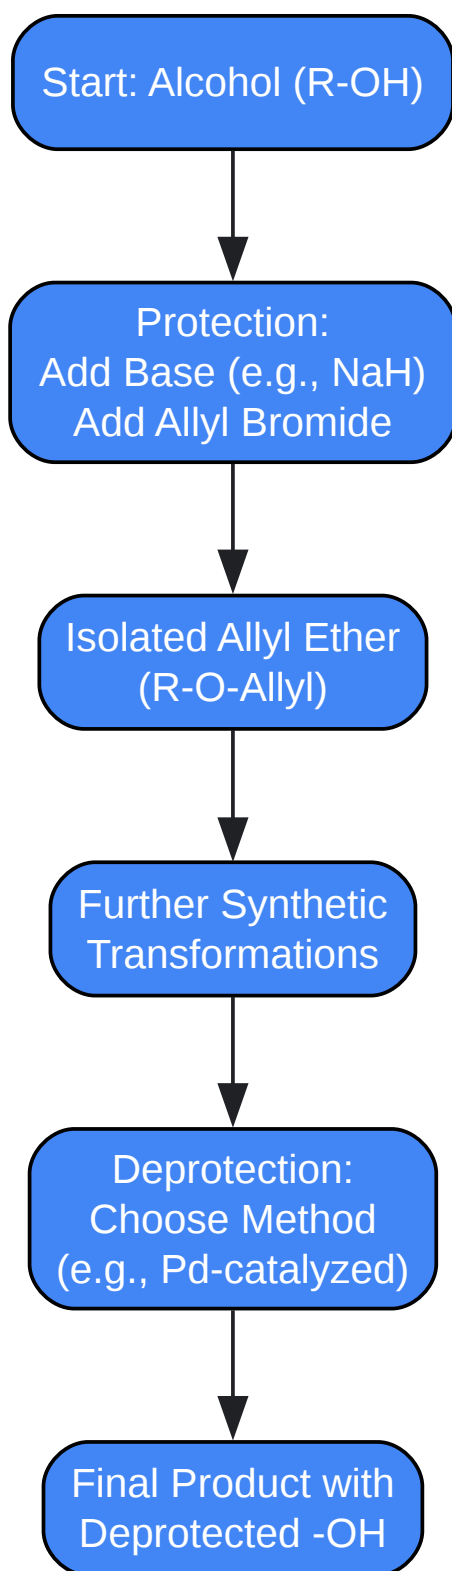 Start: Alcohol (R-OH)
Protection:
Add Base (e.g., NaH)
Add Allyl Bromide
Isolated Allyl Ether
(R-O-Allyl)
Further Synthetic
Transformations
Deprotection:
Choose Method
(e.g., Pd-catalyzed)
Final Product with
Deprotected -OH